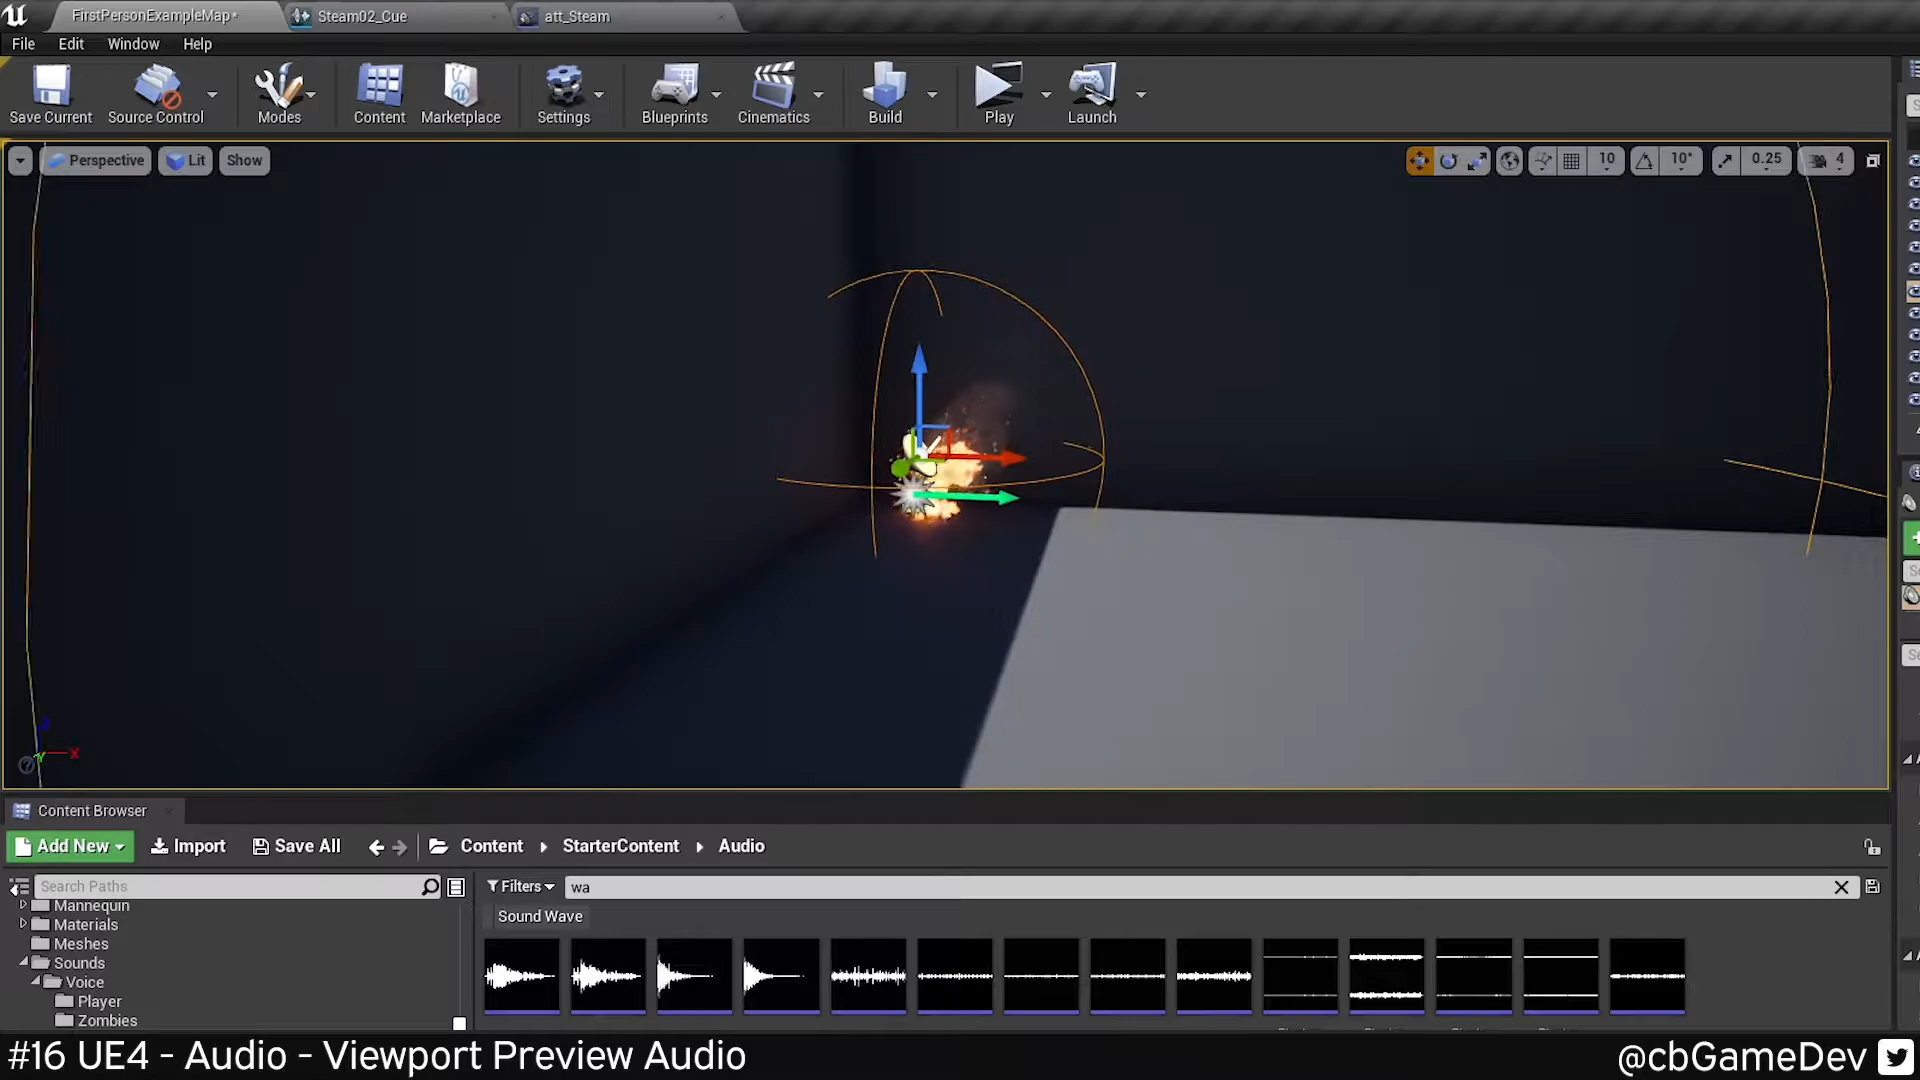 FirstPersonExampleMap*
Steam02_Cue
att_Steam
File Edit Window Help
Save Current Source Control Modes Content Marketplace Settings Blueprints Cinematics Build Play Launch
Perspective Lit Show
10 10° 0.25 4
X
Content Browser
Add New Import Save All Content StarterContent Audio
Search Paths
Filters wa
Mannequin
Sound Wave
Materials
Meshes
Sounds
Voice
Player
Zombies
#16 UE4 - Audio - Viewport Preview Audio
@cbGameDev